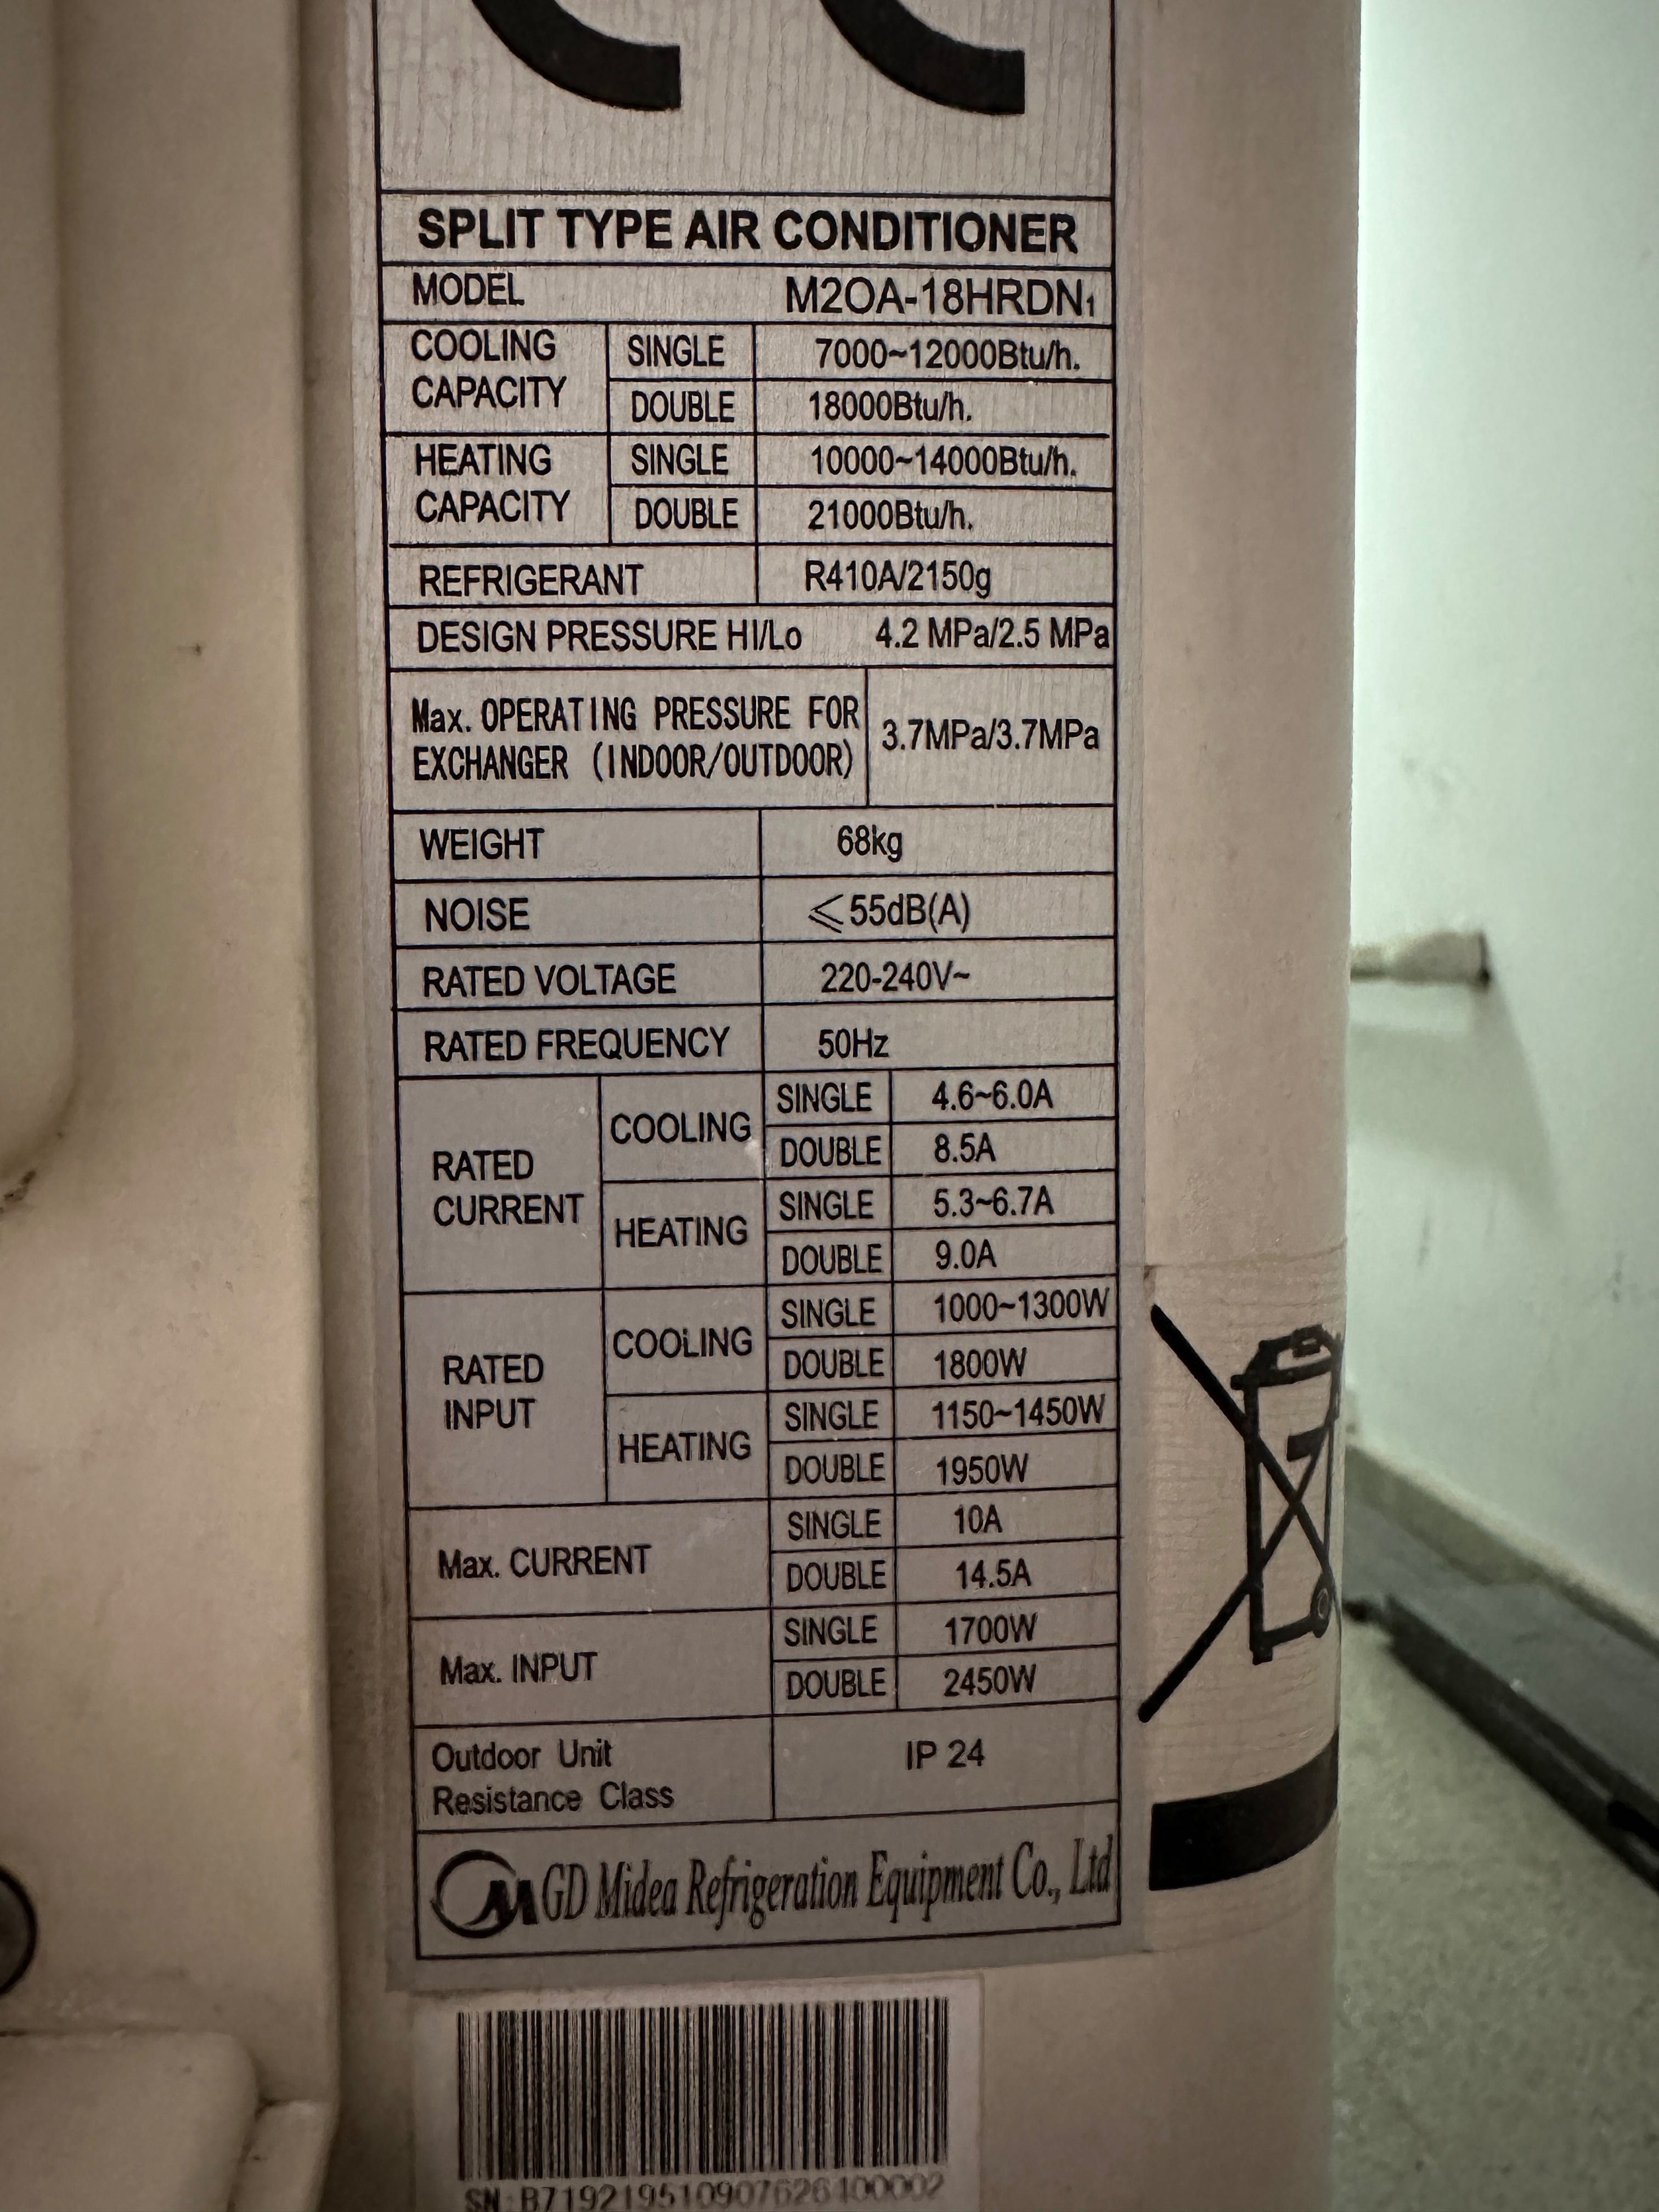 SPLIT TYPE AIR CONDITIONER
MODEL M2OA-18HRDN1
COOLING CAPACITY SINGLE 7000~12000Btu/h.
DOUBLE 18000Btu/h.
HEATING CAPACITY SINGLE 10000~14000Btu/h.
DOUBLE 21000Btu/h.
REFRIGERANT R410A/2150g
DESIGN PRESSURE HI/Lo 4.2 MPa/2.5 MPa
Max. OPERATING PRESSURE FOR
EXCHANGER (INDOOR/OUTDOOR) 3.7MPa/3.7MPa
WEIGHT 68kg
NOISE ≤55dB(A)
RATED VOLTAGE 220-240V~
RATED FREQUENCY 50Hz
RATED CURRENT COOLING SINGLE 4.6~6.0A
DOUBLE 8.5A
HEATING SINGLE 5.3~6.7A
DOUBLE 9.0A
RATED INPUT COOLING SINGLE 1000~1300W
DOUBLE 1800W
HEATING SINGLE 1150~1450W
DOUBLE 1950W
Max. CURRENT SINGLE 10A
DOUBLE 14.5A
Max. INPUT SINGLE 1700W
DOUBLE 2450W
Outdoor Unit
Resistance Class IP 24
GD Midea Refrigeration Equipment Co., Ltd
SN:B7192195109076264​00002